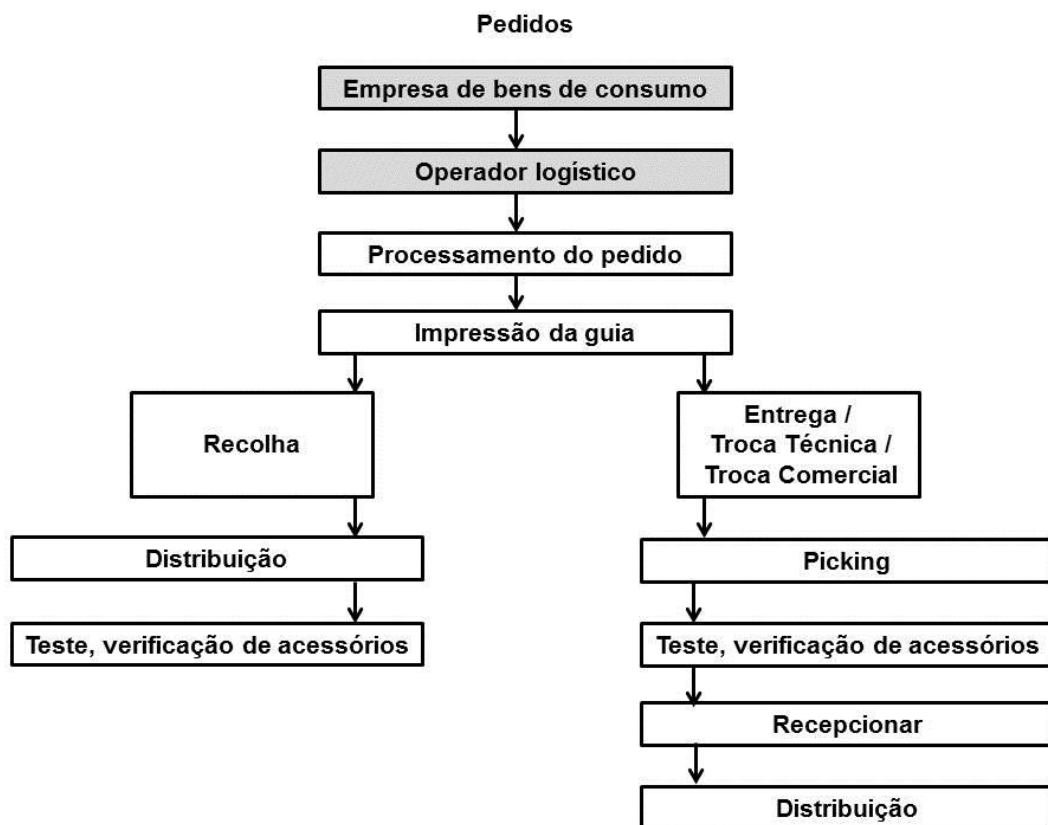 Pedidos
Empresa de bens de consumo
Operador logístico
Processamento do pedido
Impressão da guia
Recolha
Entrega /
Troca Técnica /
Troca Comercial
Distribuição
Picking
Teste, verificação de acessórios
Teste, verificação de acessórios
Recepcionar
Distribuição